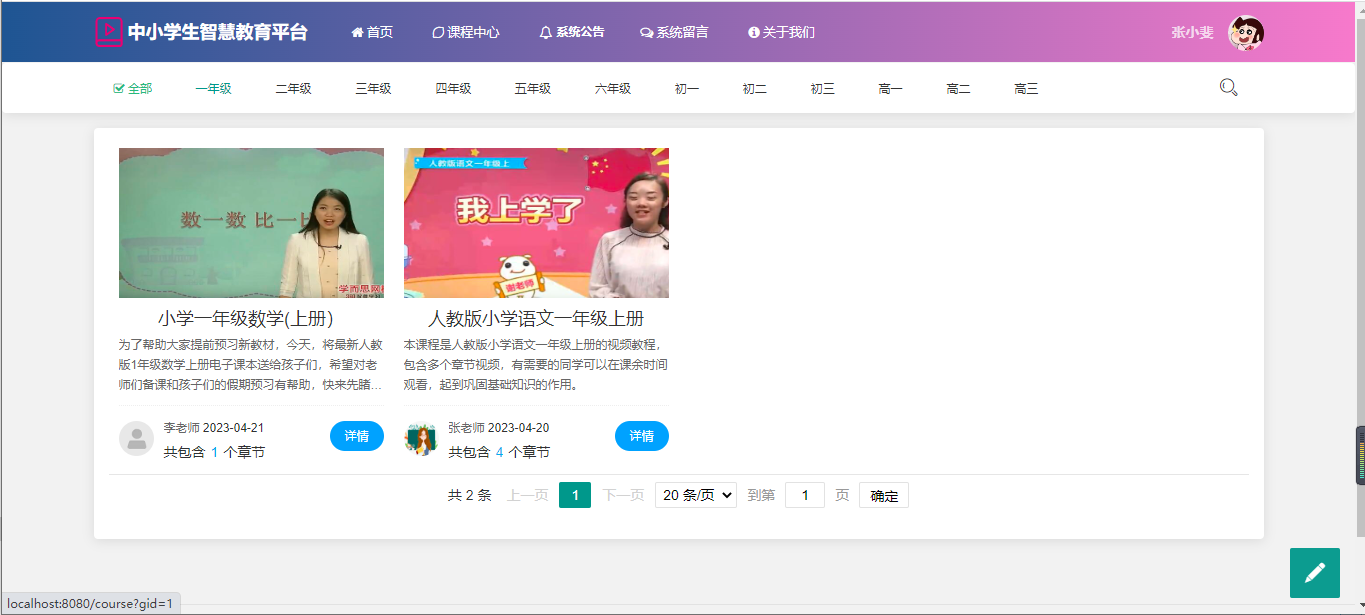 中小学生智慧教育平台 首页 课程中心 系统公告 系统留言 关于我们 张小斐
全部 一年级 二年级 三年级 四年级 五年级 六年级 初一 初二 初三 高一 高二 高三
数一数 比一比
学而思网校
人教版语文一年级上
我上学了
谢老师
小学一年级数学(上册)
为了帮助大家提前预习新教材，今天，将最新人教
版1年级数学上册电子课本送给孩子们，希望对老
师们备课和孩子们的假期预习有帮助，快来先睹...
李老师 2023-04-21
共包含 1 个章节
详情
人教版小学语文一年级上册
本课程是人教版小学语文一年级上册的视频教程，
包含多个章节视频，有需要的同学可以在课余时间
观看，起到巩固基础知识的作用。
张老师 2023-04-20
共包含 4 个章节
详情
共 2 条 上一页 1 下一页 20 条/页 到第 1 页 确定
localhost:8080/course?gid=1